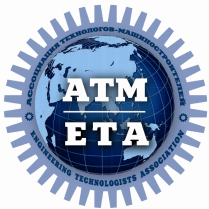 АССОЦИАЦИЯ ТЕХНОЛОГОВ-МАШИНОСТРОИТЕЛЕЙ
ATM
ETA
ENGINEERING TECHNOLOGISTS ASSOCIATION